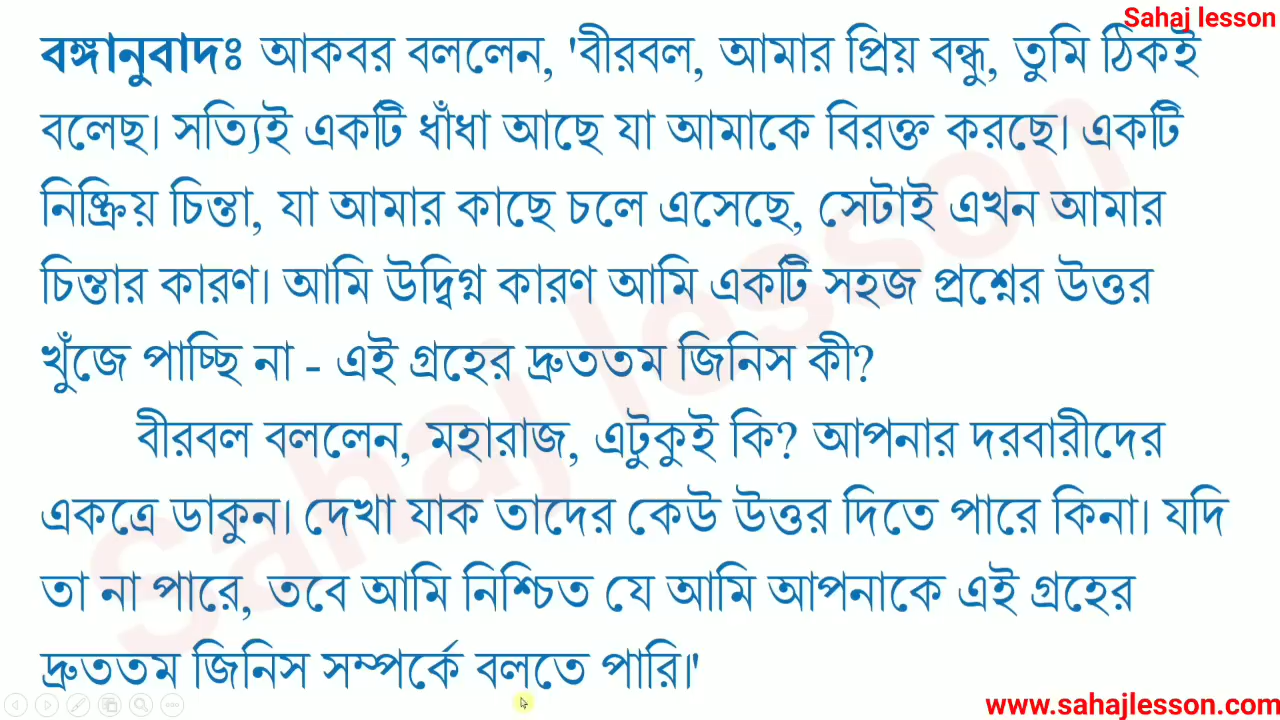 Sahaj lesson
বঙ্গানুবাদঃ আকবর বললেন, 'বীরবল, আমার প্রিয় বন্ধু, তুমি ঠিকই
বলেছ। সত্যিই একটি ধাঁধা আছে যা আমাকে বিরক্ত করছে। একটি
নিষ্ক্রিয় চিন্তা, যা আমার কাছে চলে এসেছে, সেটাই এখন আমার
চিন্তার কারণ। আমি উদ্বিগ্ন কারণ আমি একটি সহজ প্রশ্নের উত্তর
খুঁজে পাচ্ছি না - এই গ্রহের দ্রুততম জিনিস কী?
বীরবল বললেন, মহারাজ, এটুকুই কি? আপনার দরবারীদের
একত্রে ডাকুন। দেখা যাক তাদের কেউ উত্তর দিতে পারে কিনা। যদি
তা না পারে, তবে আমি নিশ্চিত যে আমি আপনাকে এই গ্রহের
দ্রুততম জিনিস সম্পর্কে বলতে পারি।'
Sahaj lesson
www.sahajlesson.com